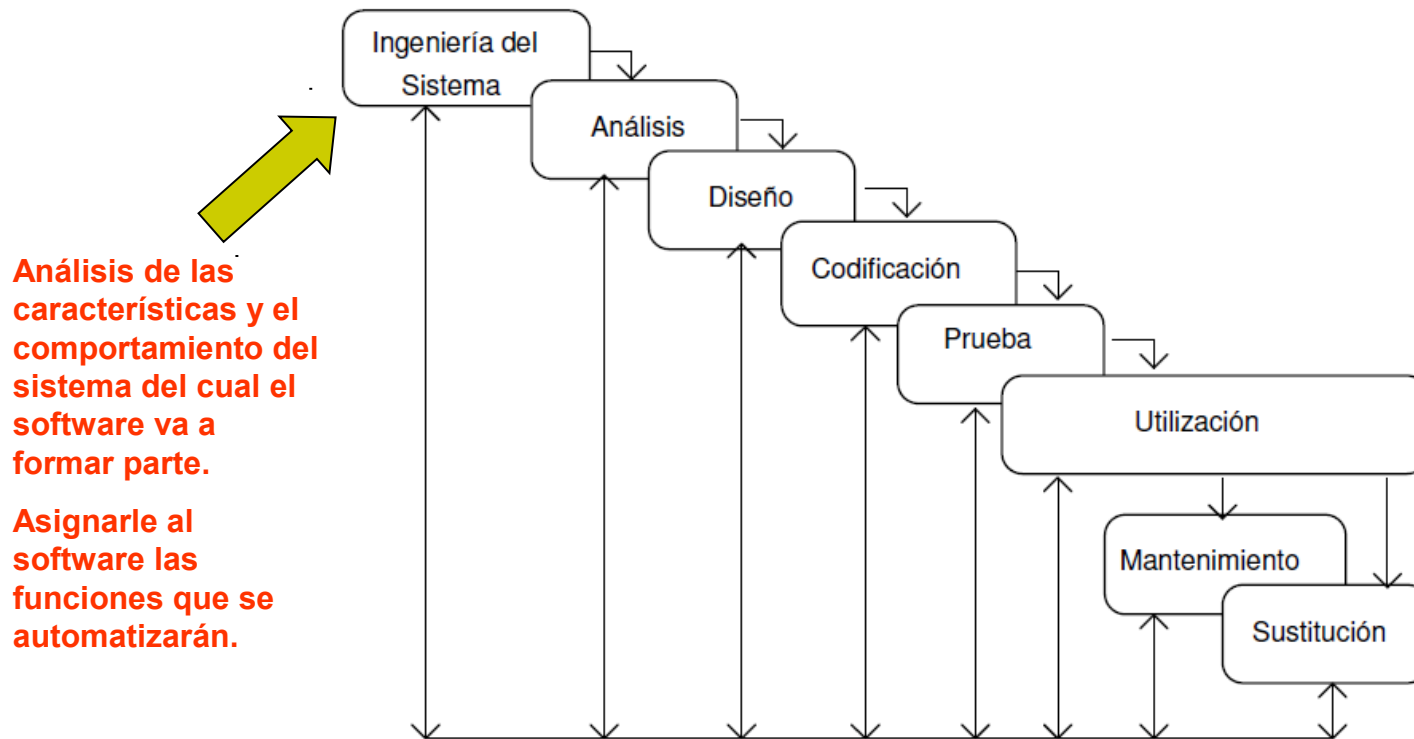 Ingeniería del
Sistema
Análisis
Diseño
Codificación
Prueba
Utilización
Mantenimiento
Sustitución
Análisis de las
características y el
comportamiento del
sistema del cual el
software va a
formar parte.
Asignarle al
software las
funciones que se
automatizarán.